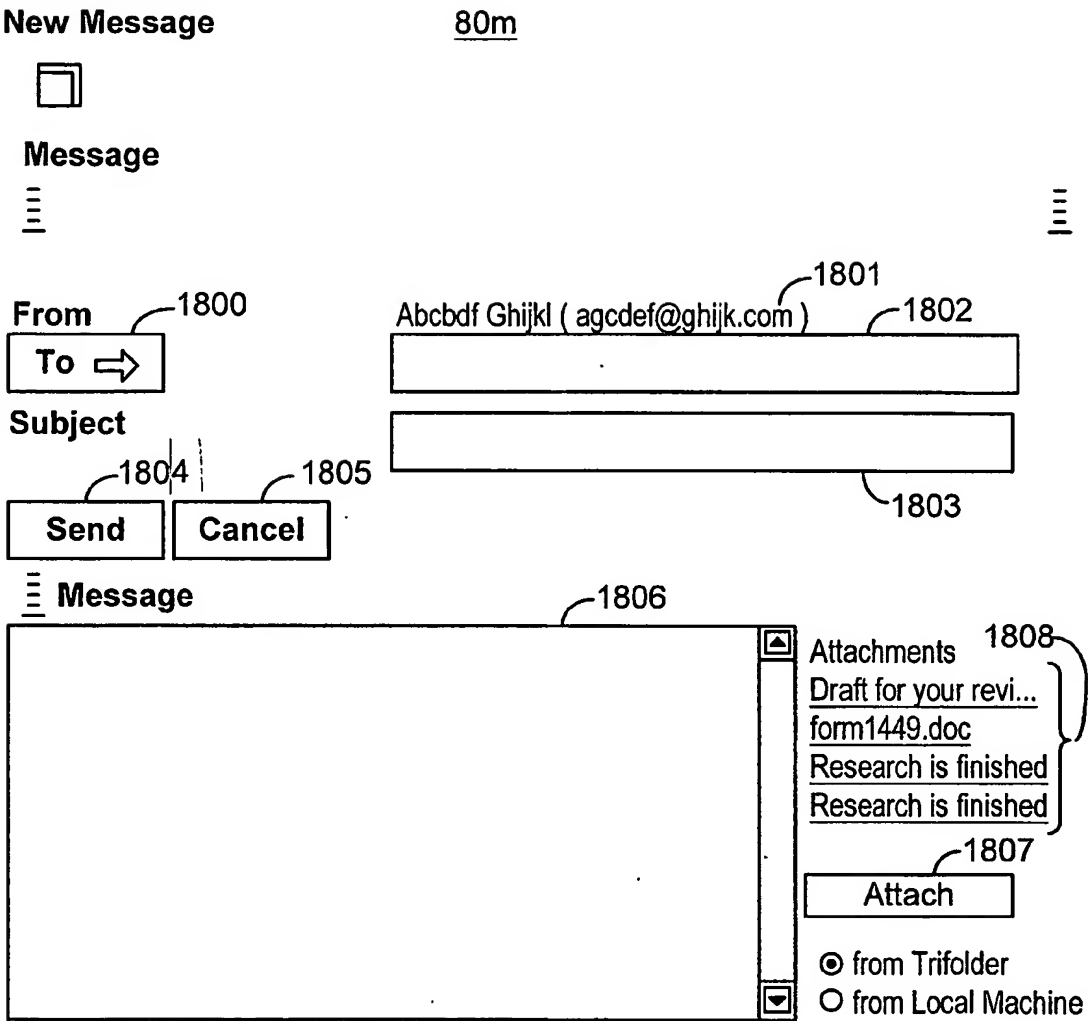 New Message 80m
Message
1801
From 1800 Abcbdf Ghijkl ( agcdef@ghijk.com ) 1802
To
Subject
1804 1805 1803
Send Cancel
Message 1806
Attachments 1808
Draft for your revi...
form1449.doc
Research is finished
Research is finished
1807
Attach
from Trifolder
from Local Machine